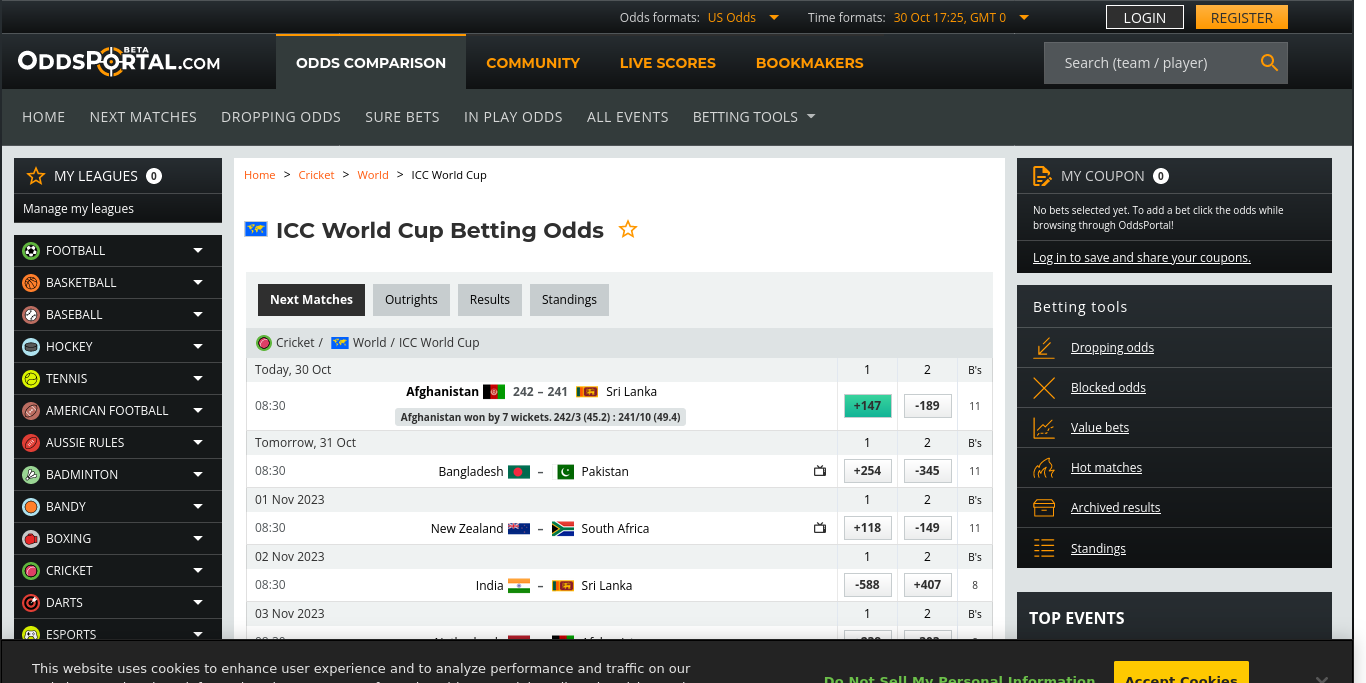 Odds formats: US Odds Time formats: 30 Oct 17:25, GMT 0 LOGIN REGISTER
ODDSPORTAL.COM BETA ODDS COMPARISON COMMUNITY LIVE SCORES BOOKMAKERS Search (team / player)
HOME NEXT MATCHES DROPPING ODDS SURE BETS IN PLAY ODDS ALL EVENTS BETTING TOOLS
MY LEAGUES 0
Manage my leagues
FOOTBALL
BASKETBALL
BASEBALL
HOCKEY
TENNIS
AMERICAN FOOTBALL
AUSSIE RULES
BADMINTON
BANDY
BOXING
CRICKET
DARTS
ESPORTS
Home > Cricket > World > ICC World Cup
ICC World Cup Betting Odds
Next Matches Outrights Results Standings
Cricket / World / ICC World Cup
Today, 30 Oct 1 2 B's
Afghanistan 242 – 241 Sri Lanka
08:30 +147 -189 11
Afghanistan won by 7 wickets. 242/3 (45.2) : 241/10 (49.4)
Tomorrow, 31 Oct 1 2 B's
08:30 Bangladesh – Pakistan +254 -345 11
01 Nov 2023 1 2 B's
08:30 New Zealand – South Africa +118 -149 11
02 Nov 2023 1 2 B's
08:30 India – Sri Lanka -588 +407 8
03 Nov 2023 1 2 B's
MY COUPON 0
No bets selected yet. To add a bet click the odds while
browsing through OddsPortal!
Log in to save and share your coupons.
Betting tools
Dropping odds
Blocked odds
Value bets
Hot matches
Archived results
Standings
TOP EVENTS
This website uses cookies to enhance user experience and to analyze performance and traffic on our
Do Not Sell My Personal Information Accept Cookies